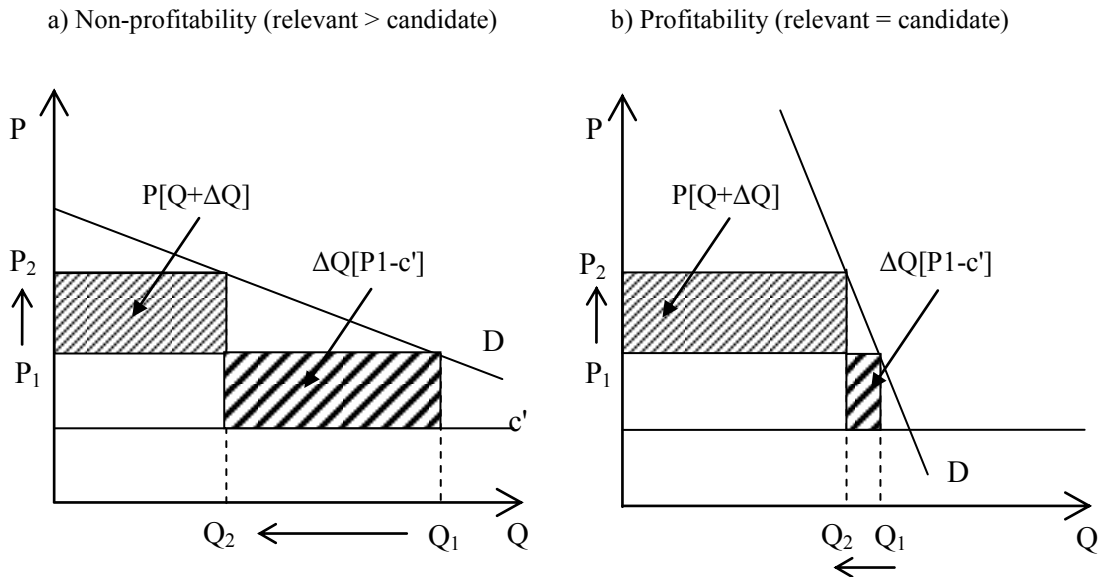 a) Non-profitability (relevant > candidate)
P
P[Q+ΔQ]
P₂
ΔQ[P1-c']
D
P₁
c'
Q₂
Q₁
Q
b) Profitability (relevant = candidate)
P
P[Q+ΔQ]
P₂
ΔQ[P1-c']
P₁
D
Q₂
Q₁
Q